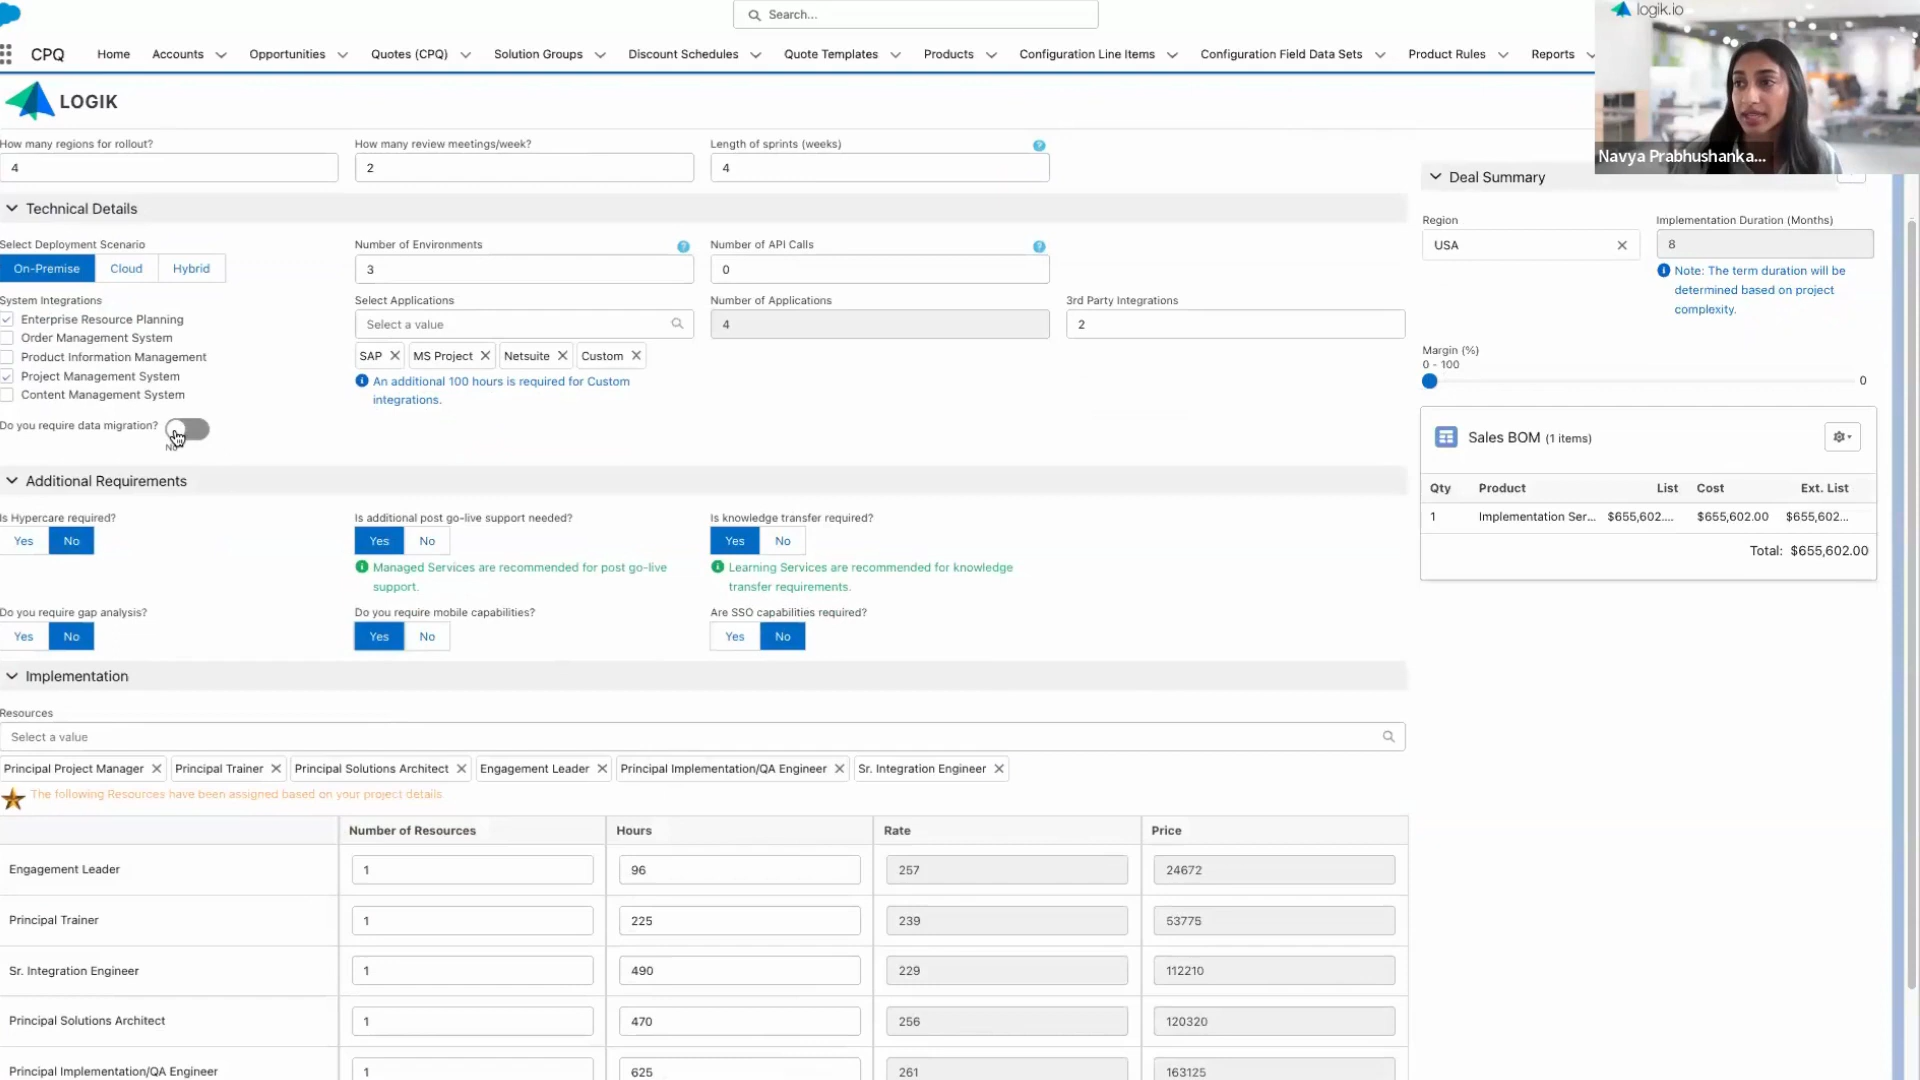 Search...
logik.io
CPQ
Home
Accounts
Opportunities
Quotes (CPQ)
Solution Groups
Discount Schedules
Quote Templates
Products
Configuration Line Items
Configuration Field Data Sets
Product Rules
Reports
LOGIK
Navya Prabhushanka...
How many regions for rollout?
How many review meetings/week?
Length of sprints (weeks)
4
2
4
Technical Details
Select Deployment Scenario
On-Premise
Cloud
Hybrid
Number of Environments
3
Number of API Calls
0
System Integrations
Enterprise Resource Planning
Order Management System
Product Information Management
Project Management System
Content Management System
Select Applications
Select a value
SAP
MS Project
Netsuite
Custom
An additional 100 hours is required for Custom
integrations.
Number of Applications
4
3rd Party Integrations
2
Do you require data migration?
No
Additional Requirements
Is Hypercare required?
Yes
No
Is additional post go-live support needed?
Yes
No
Managed Services are recommended for post go-live
support.
Is knowledge transfer required?
Yes
No
Learning Services are recommended for knowledge
transfer requirements.
Do you require gap analysis?
Yes
No
Do you require mobile capabilities?
Yes
No
Are SSO capabilities required?
Yes
No
Implementation
Resources
Select a value
Principal Project Manager
Principal Trainer
Principal Solutions Architect
Engagement Leader
Principal Implementation/QA Engineer
Sr. Integration Engineer
The following Resources have been assigned based on your project details.
Number of Resources
Hours
Rate
Price
Engagement Leader
1
96
257
24672
Principal Trainer
1
225
239
53775
Sr. Integration Engineer
1
490
229
112210
Principal Solutions Architect
1
470
256
120320
Principal Implementation/QA Engineer
1
625
261
163125
Deal Summary
Region
USA
Implementation Duration (Months)
8
Note: The term duration will be
determined based on project
complexity.
Margin (%)
0 - 100
0
Sales BOM (1 items)
Qty
Product
List
Cost
Ext. List
1
Implementation Ser...
$655,602....
$655,602.00
$655,602...
Total: $655,602.00